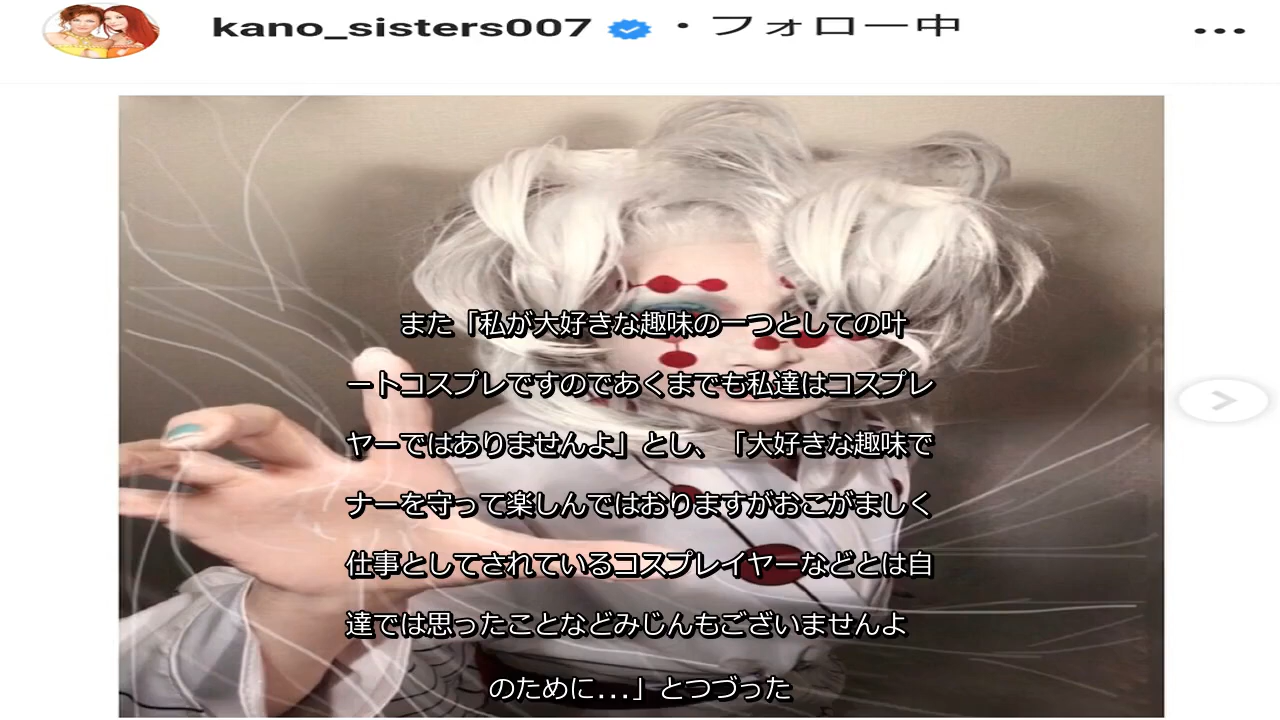 kano_sisters007 ・フォロー中
また「私が大好きな趣味の一つとしての叶
ートコスプレですのであくまでも私達はコスプレ
ヤーではありませんよ」とし、「大好きな趣味で
ナーを守って楽しんではおりますがおこがましく
仕事としてされているコスプレイヤーなどとは自
達では思ったことなどみじんもございませんよ
のために...」とつづった